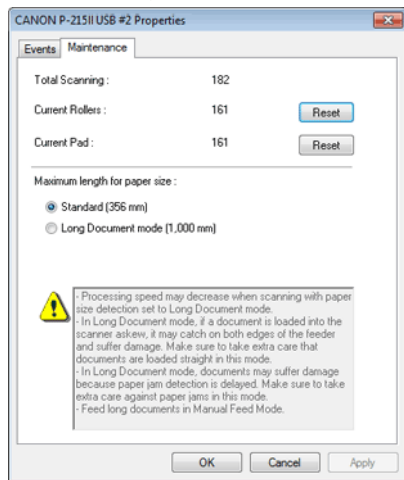 CANON P-215II USB #2 Properties
Events Maintenance
Total Scanning : 182
Current Rollers : 161 Reset
Current Pad : 161 Reset
Maximum length for paper size :
Standard (356 mm)
Long Document mode (1,000 mm)
- Processing speed may decrease when scanning with paper
size detection set to Long Document mode.
- In Long Document mode, if a document is loaded into the
scanner askew, it may catch on both edges of the feeder
and suffer damage. Make sure to take extra care that
documents are loaded straight in this mode.
- In Long Document mode, documents may suffer damage
because paper jam detection is delayed. Make sure to take
extra care against paper jams in this mode.
- Feed long documents in Manual Feed Mode.
OK Cancel Apply